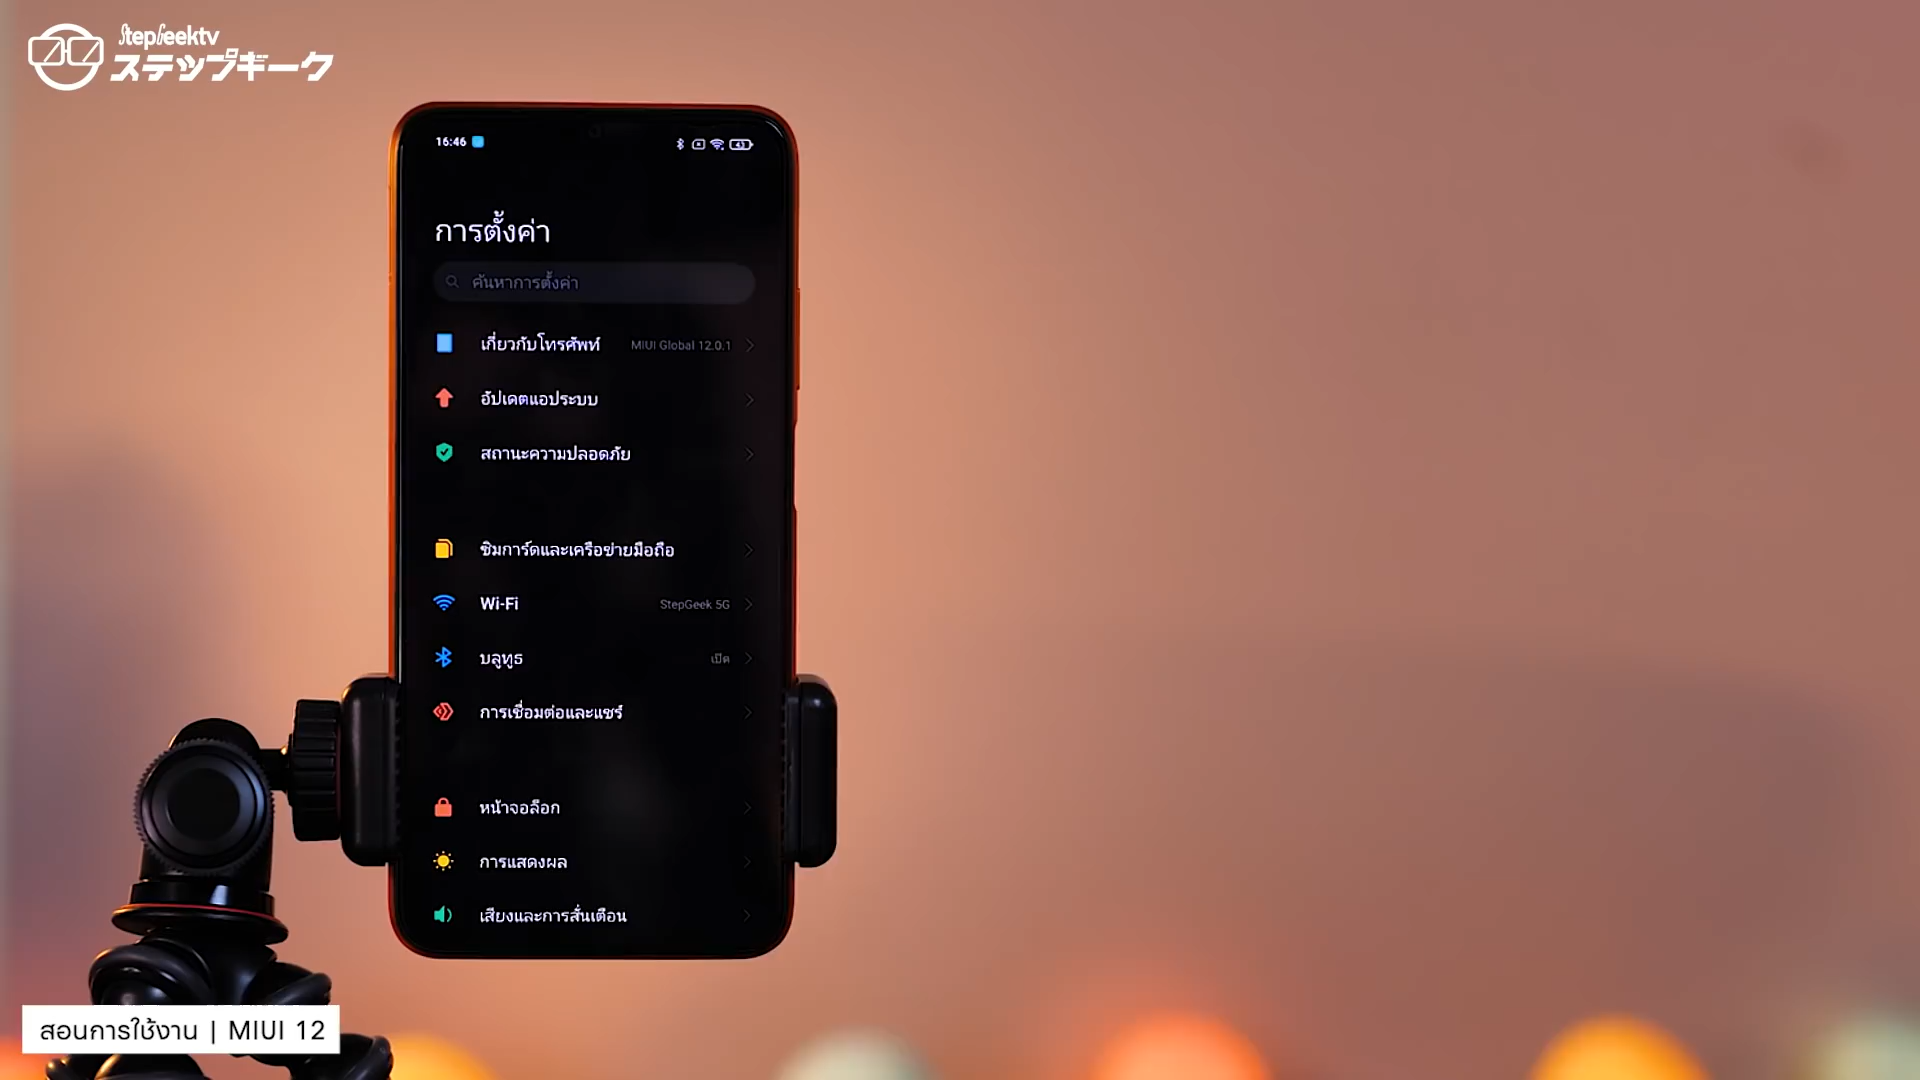 StepGeektv
ステップギーク
16:46
43
การตั้งค่า
ค้นหาการตั้งค่า
เกี่ยวกับโทรศัพท์ MIUI Global 12.0.1
อัปเดตแอประบบ
สถานะความปลอดภัย
ซิมการ์ดและเครือข่ายมือถือ
Wi-Fi StepGeek 5G
บลูทูธ เปิด
การเชื่อมต่อและแชร์
หน้าจอล็อก
การแสดงผล
เสียงและการสั่นเตือน
สอนการใช้งาน | MIUI 12